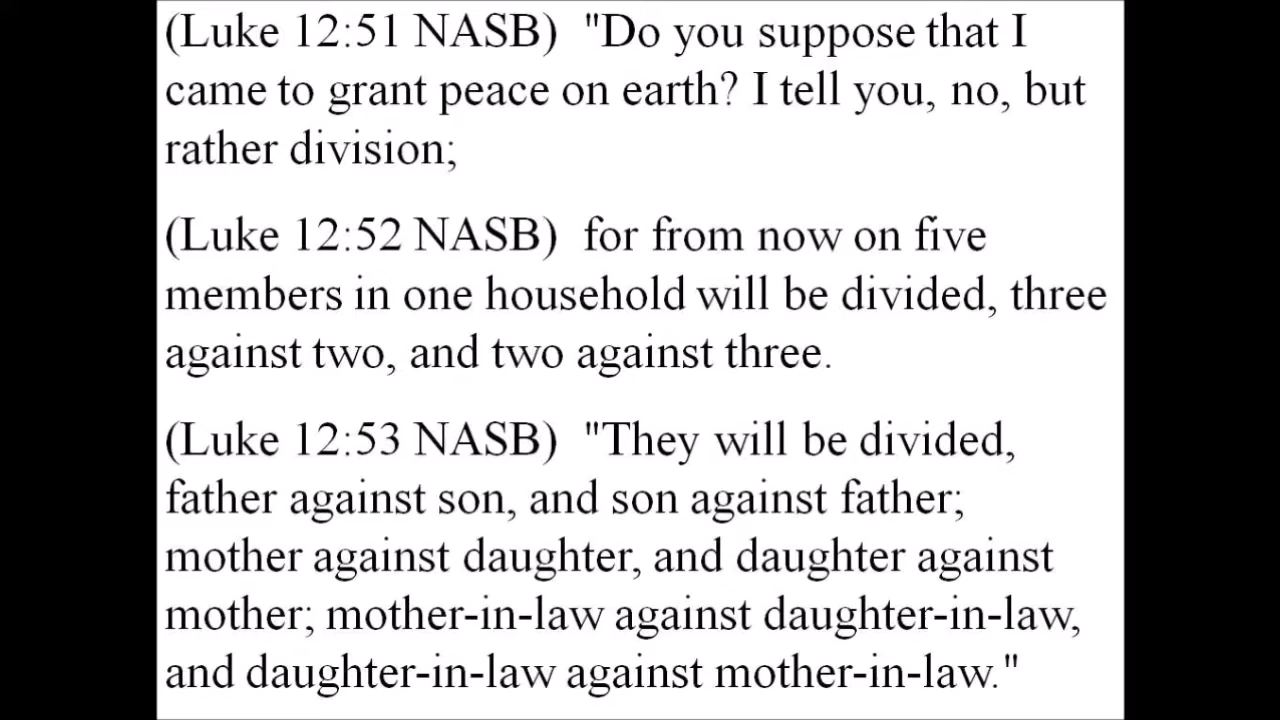 (Luke 12:51 NASB)  "Do you suppose that I
came to grant peace on earth? I tell you, no, but
rather division;
(Luke 12:52 NASB)  for from now on five
members in one household will be divided, three
against two, and two against three.
(Luke 12:53 NASB)  "They will be divided,
father against son, and son against father;
mother against daughter, and daughter against
mother; mother-in-law against daughter-in-law,
and daughter-in-law against mother-in-law."